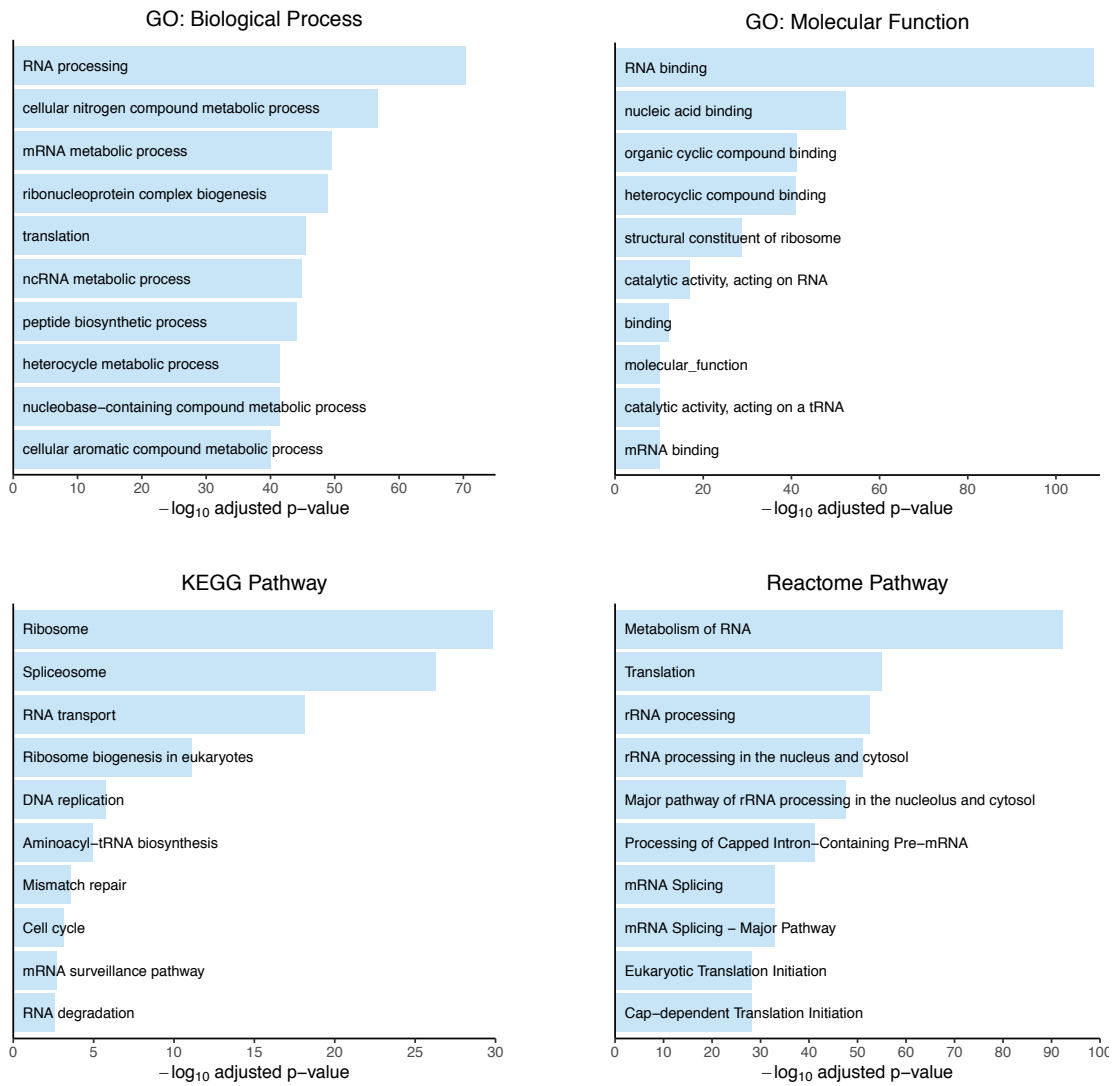 GO: Biological Process
RNA processing
cellular nitrogen compound metabolic process
mRNA metabolic process
ribonucleoprotein complex biogenesis
translation
ncRNA metabolic process
peptide biosynthetic process
heterocycle metabolic process
nucleobase−containing compound metabolic process
cellular aromatic compound metabolic process
0 10 20 30 40 50 60 70
−log10 adjusted p−value
GO: Molecular Function
RNA binding
nucleic acid binding
organic cyclic compound binding
heterocyclic compound binding
structural constituent of ribosome
catalytic activity, acting on RNA
binding
molecular_function
catalytic activity, acting on a tRNA
mRNA binding
0 20 40 60 80 100
−log10 adjusted p−value
KEGG Pathway
Ribosome
Spliceosome
RNA transport
Ribosome biogenesis in eukaryotes
DNA replication
Aminoacyl−tRNA biosynthesis
Mismatch repair
Cell cycle
mRNA surveillance pathway
RNA degradation
0 5 10 15 20 25 30
−log10 adjusted p−value
Reactome Pathway
Metabolism of RNA
Translation
rRNA processing
rRNA processing in the nucleus and cytosol
Major pathway of rRNA processing in the nucleolus and cytosol
Processing of Capped Intron−Containing Pre−mRNA
mRNA Splicing
mRNA Splicing − Major Pathway
Eukaryotic Translation Initiation
Cap−dependent Translation Initiation
0 10 20 30 40 50 60 70 80 90 100
−log10 adjusted p−value